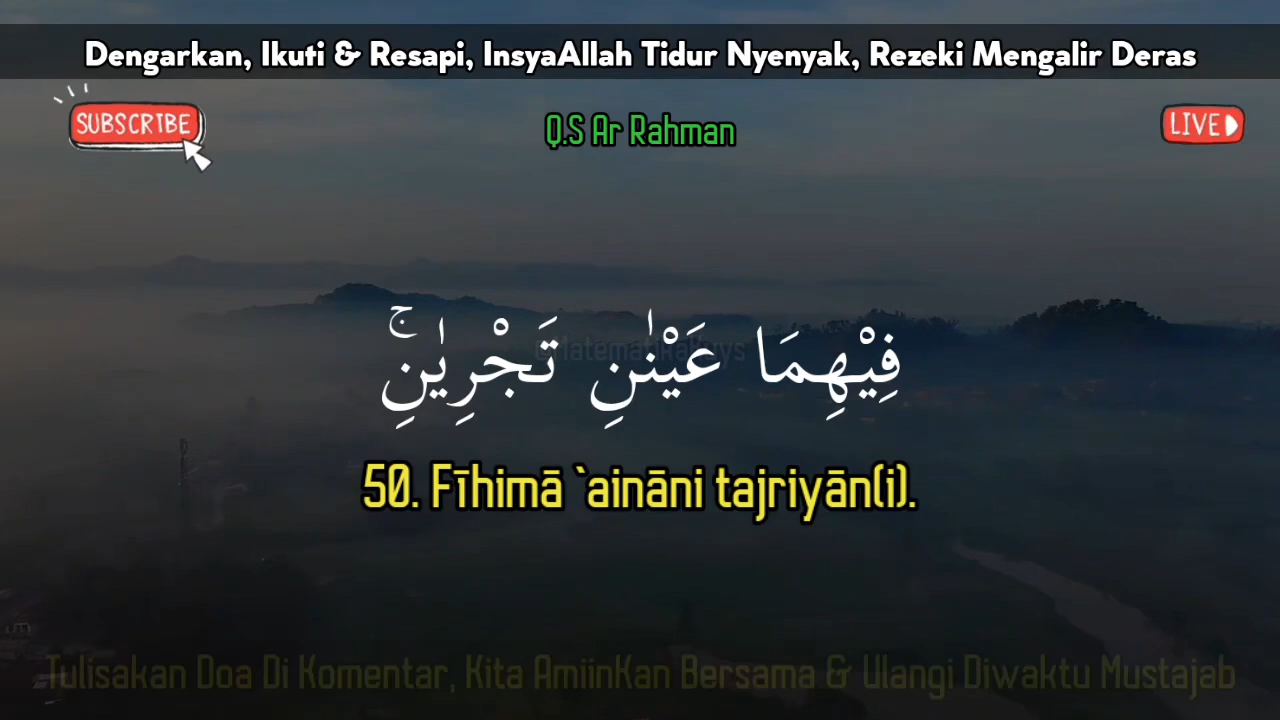 Dengarkan, Ikuti & Resapi, InsyaAllah Tidur Nyenyak, Rezeki Mengalir Deras
SUBSCRIBE
Q.S Ar Rahman
LIVE
فِيْهِمَا عَيْنٰنِ تَجْرِيٰنِۚ
50. Fīhimā `aināni tajriyān(i).
Tulisakan Doa Di Komentar, Kita AmiinKan Bersama & Ulangi Diwaktu Mustajab